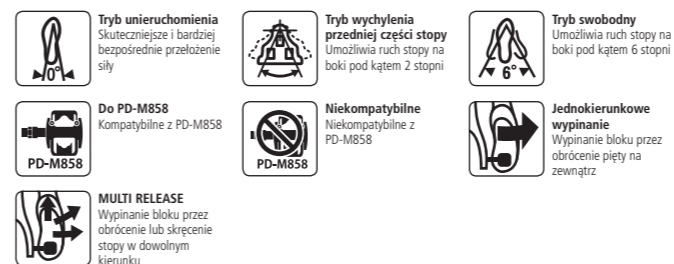 0°
Tryb unieruchomienia
Skuteczniejsze i bardziej
bezpośrednie przełożenie
siły
Tryb wychylenia
przedniej części stopy
Umożliwia ruch stopy na
boki pod kątem 2 stopni
6°
Tryb swobodny
Umożliwia ruch stopy na
boki pod kątem 6 stopni
PD-M858
Do PD-M858
Kompatybilne z PD-M858
PD-M858
Niekompatybilne
Niekompatybilne z
PD-M858
Jednokierunkowe
wypinanie
Wypinanie bloku przez
obrócenie pięty na
zewnątrz
MULTI RELEASE
Wypinanie bloku przez
obrócenie lub skręcenie
stopy w dowolnym
kierunku